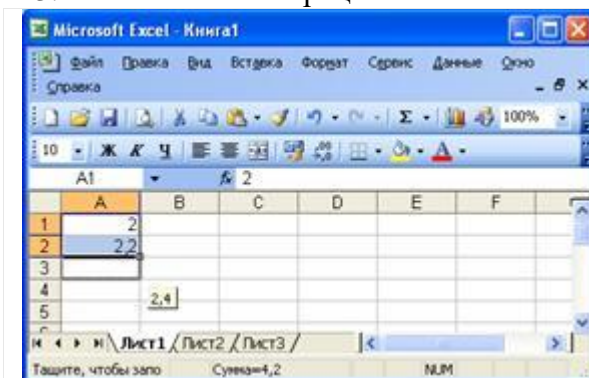 Microsoft Excel - Книга1
Файл Правка Вид Вставка Формат Сервис Данные Окно
Справка
100%
10 Ж К Ч
A1 fx 2
A B C D E F
1 2
2 2,2
3
4
2,4
5
Лист1 Лист2 Лист3
Тащите, чтобы запо Сумма=4,2 NUM